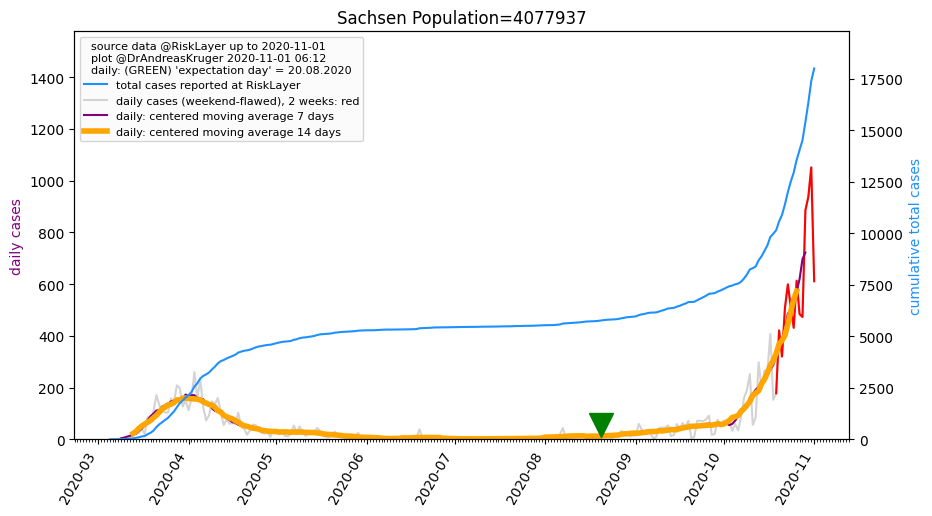 Sachsen Population=4077937
source data @RiskLayer up to 2020-11-01
plot @DrAndreasKruger 2020-11-01 06:12
daily: (GREEN) 'expectation day' = 20.08.2020
total cases reported at RiskLayer
daily cases (weekend-flawed), 2 weeks: red
daily: centered moving average 7 days
daily: centered moving average 14 days
daily cases
1400
1200
1000
800
600
400
200
0
cumulative total cases
17500
15000
12500
10000
7500
5000
2500
0
2020-03
2020-04
2020-05
2020-06
2020-07
2020-08
2020-09
2020-10
2020-11